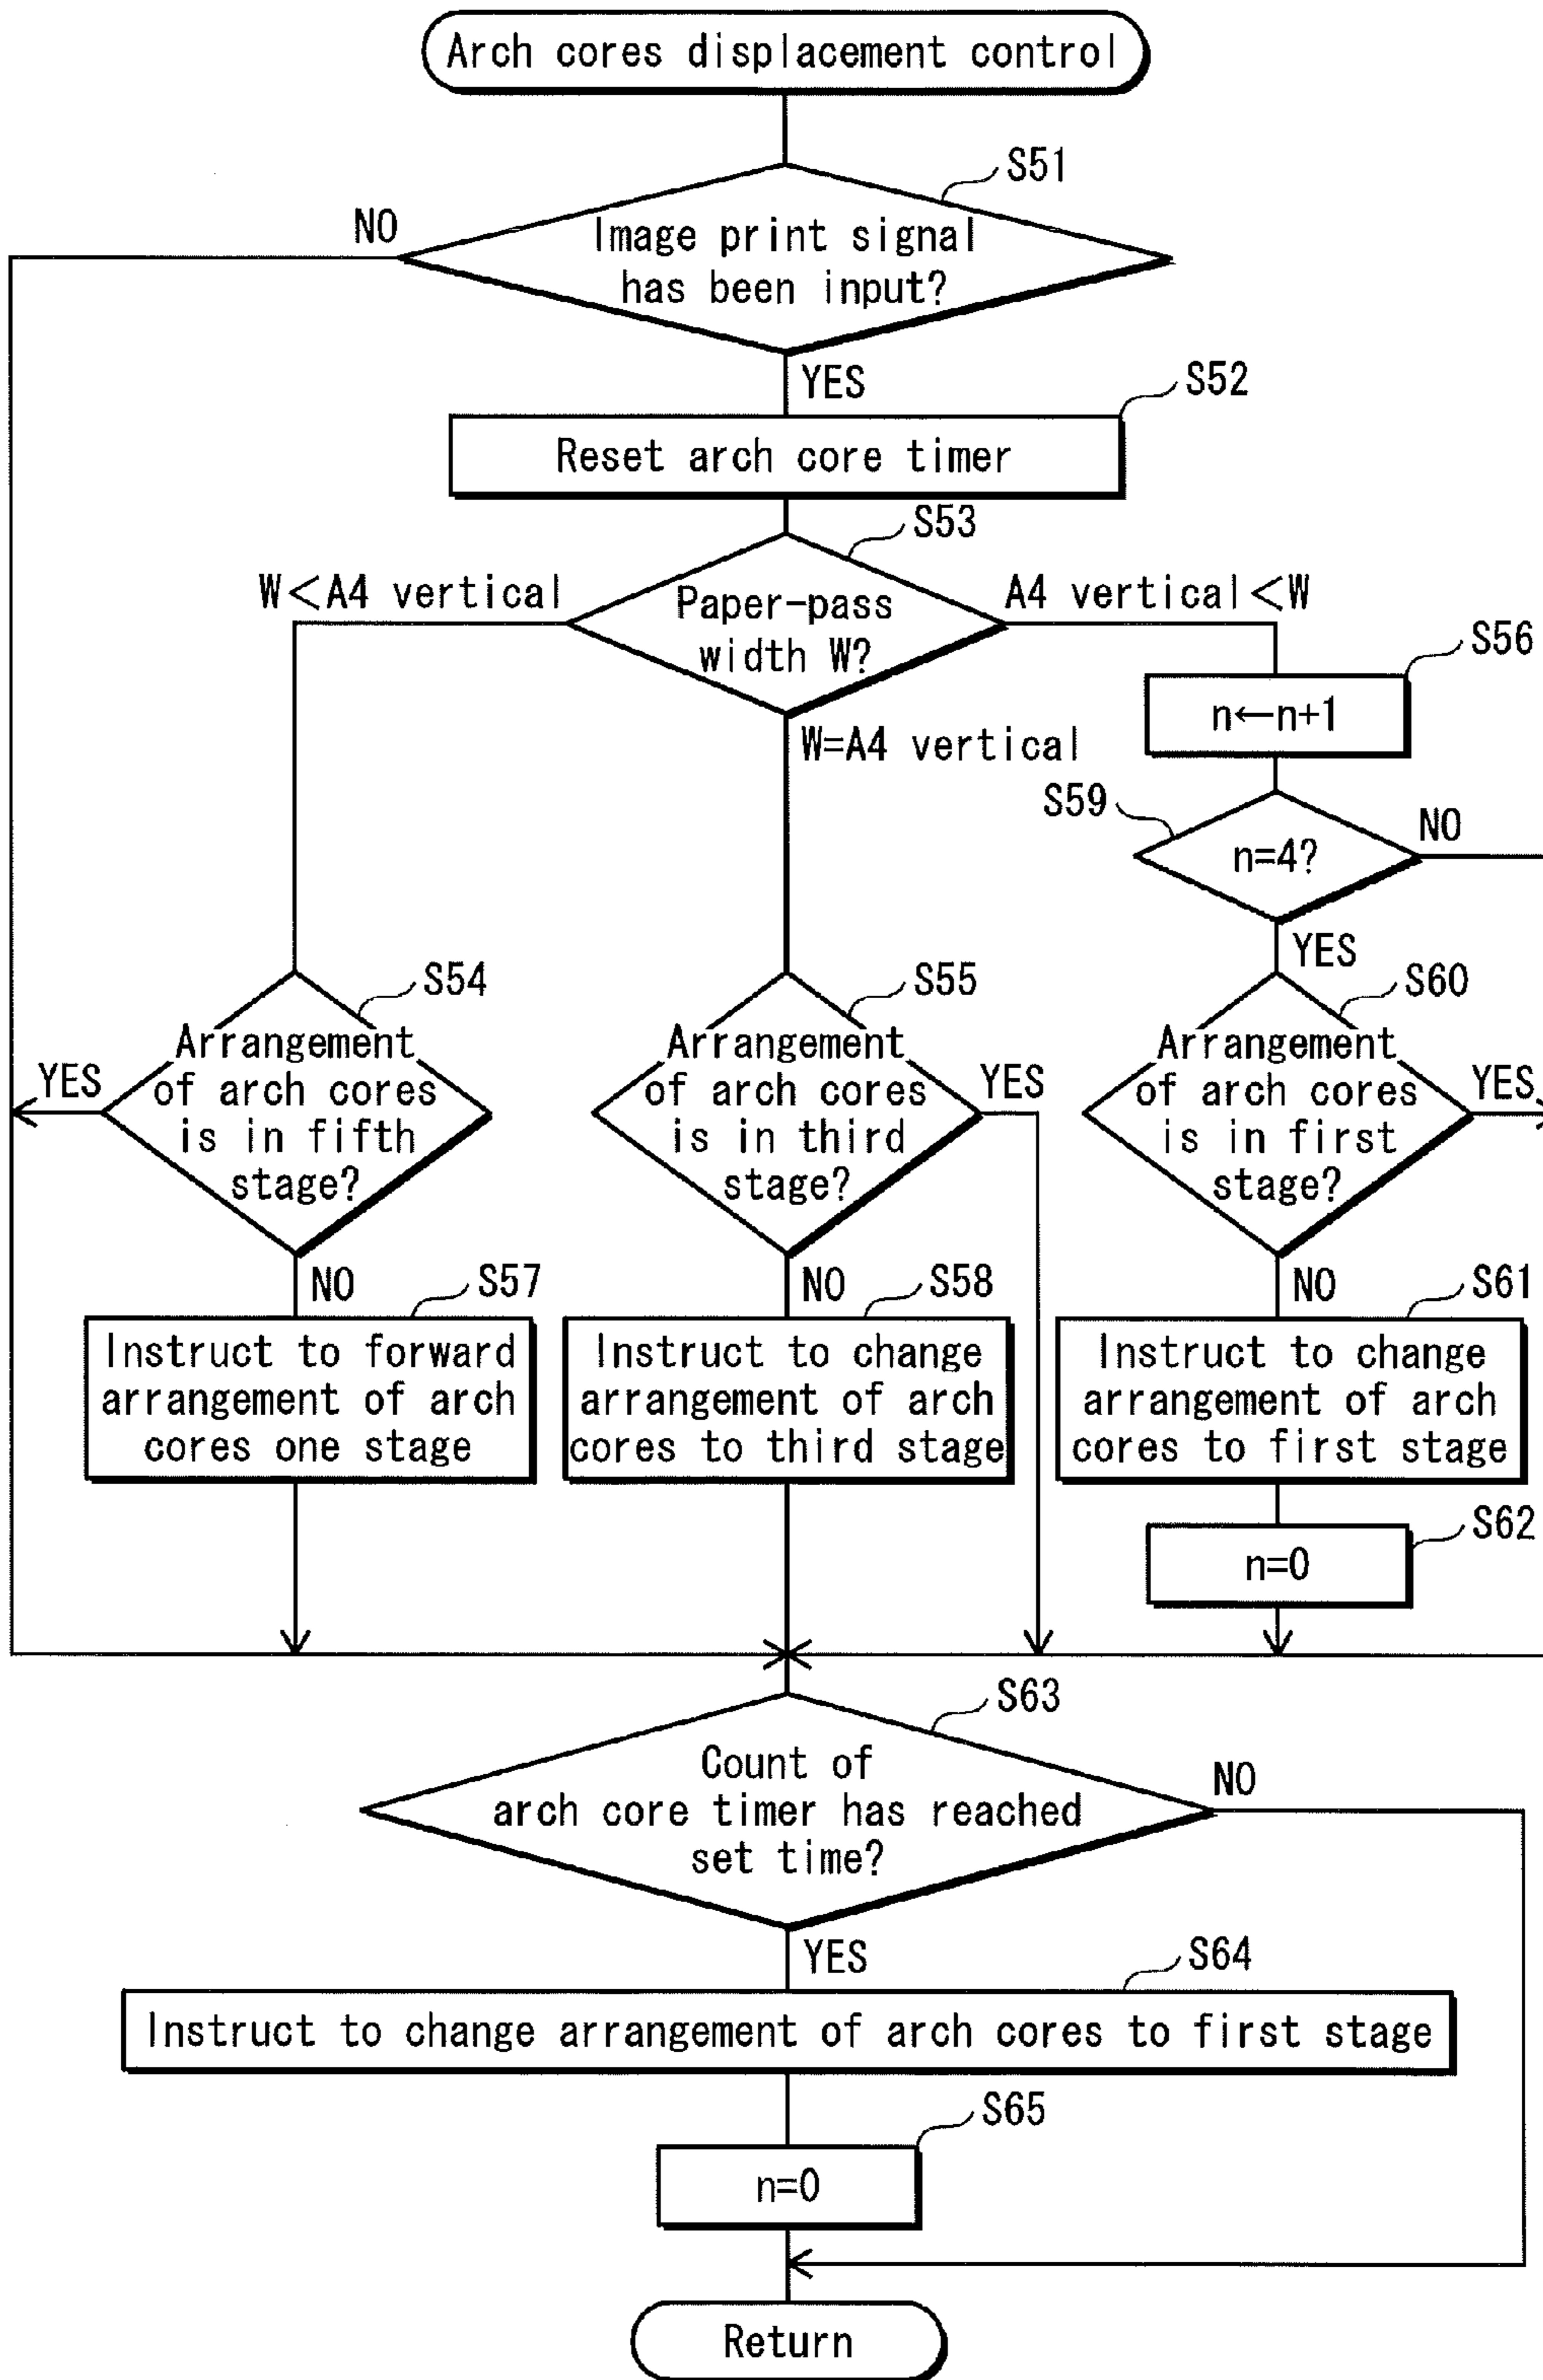 Arch cores displacement control
S51
NO
Image print signal
has been input?
YES
S52
Reset arch core timer
S53
W<A4 vertical
Paper-pass
width W?
A4 vertical<W
S56
n←n+1
W=A4 vertical
S59
n=4?
NO
YES
S54
Arrangement
of arch cores
is in fifth
stage?
YES
NO
S55
Arrangement
of arch cores
is in third
stage?
YES
NO
S60
Arrangement
of arch cores
is in first
stage?
YES
NO
S57
Instruct to forward
arrangement of arch
cores one stage
S58
Instruct to change
arrangement of arch
cores to third stage
S61
Instruct to change
arrangement of arch
cores to first stage
S62
n=0
S63
Count of
arch core timer has reached
set time?
NO
YES
S64
Instruct to change arrangement of arch cores to first stage
S65
n=0
Return